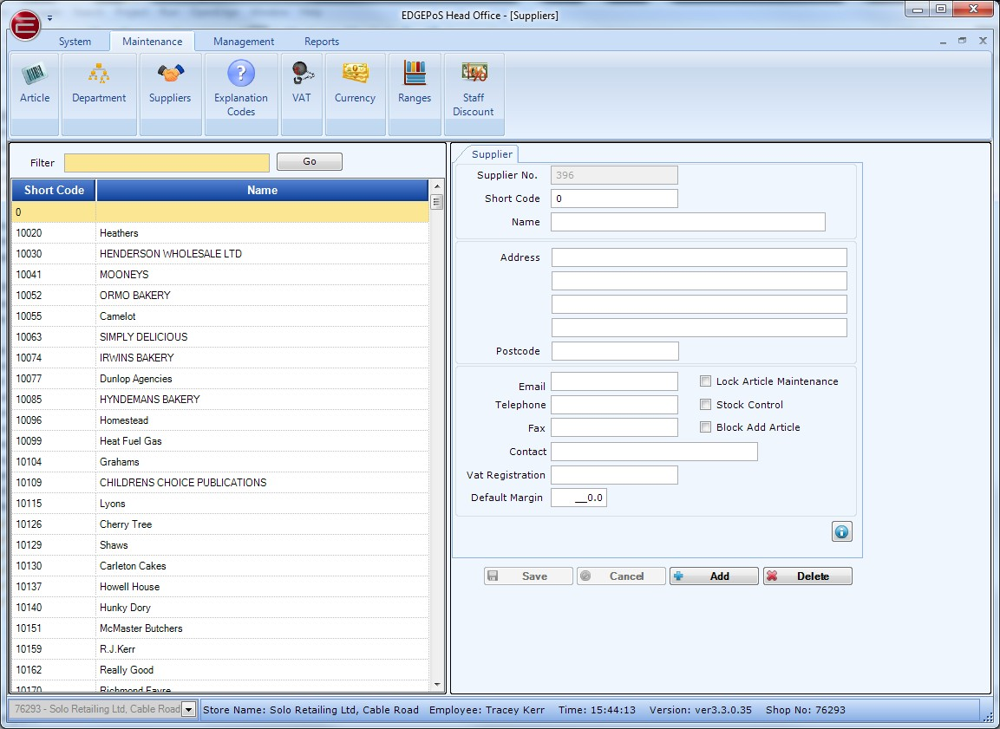 EDGEPoS Head Office - [Suppliers]
System Maintenance Management Reports
Article Department Suppliers Explanation Codes VAT Currency Ranges Staff Discount
Filter Go
Short Code Name
0
10020 Heathers
10030 HENDERSON WHOLESALE LTD
10041 MOONEYS
10052 ORMO BAKERY
10055 Camelot
10063 SIMPLY DELICIOUS
10074 IRWINS BAKERY
10077 Dunlop Agencies
10085 HYNDEMANS BAKERY
10096 Homestead
10099 Heat Fuel Gas
10104 Grahams
10109 CHILDRENS CHOICE PUBLICATIONS
10115 Lyons
10126 Cherry Tree
10129 Shaws
10130 Carleton Cakes
10137 Howell House
10140 Hunky Dory
10151 McMaster Butchers
10159 R.J.Kerr
10162 Really Good
10170 Richmond Fayre
Supplier
Supplier No. 396
Short Code 0
Name
Address
Postcode
Email
Lock Article Maintenance
Telephone
Stock Control
Fax
Block Add Article
Contact
Vat Registration
Default Margin __0.0
Save Cancel Add Delete
76293 - Solo Retailing Ltd, Cable Road
Store Name: Solo Retailing Ltd, Cable Road Employee: Tracey Kerr Time: 15:44:13 Version: ver3.3.0.35 Shop No: 76293